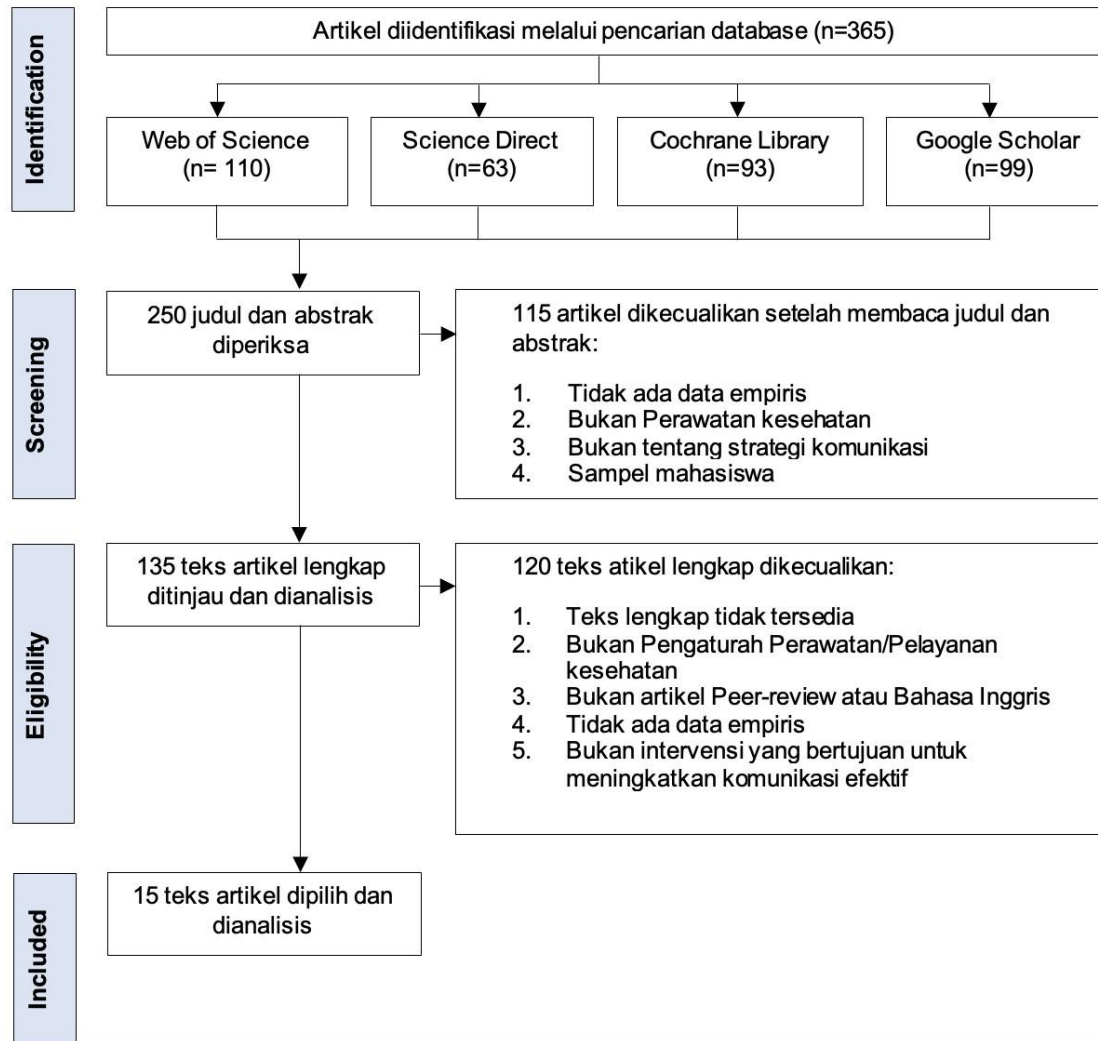 Identification
Artikel diidentifikasi melalui pencarian database (n=365)
Web of Science
(n= 110)
Science Direct
(n=63)
Cochrane Library
(n=93)
Google Scholar
(n=99)
Screening
250 judul dan abstrak
diperiksa
115 artikel dikecualikan setelah membaca judul dan
abstrak:
1. Tidak ada data empiris
2. Bukan Perawatan kesehatan
3. Bukan tentang strategi komunikasi
4. Sampel mahasiswa
Eligibility
135 teks artikel lengkap
ditinjau dan dianalisis
120 teks atikel lengkap dikecualikan:
1. Teks lengkap tidak tersedia
2. Bukan Pengaturah Perawatan/Pelayanan
kesehatan
3. Bukan artikel Peer-review atau Bahasa Inggris
4. Tidak ada data empiris
5. Bukan intervensi yang bertujuan untuk
meningkatkan komunikasi efektif
Included
15 teks artikel dipilih dan
dianalisis